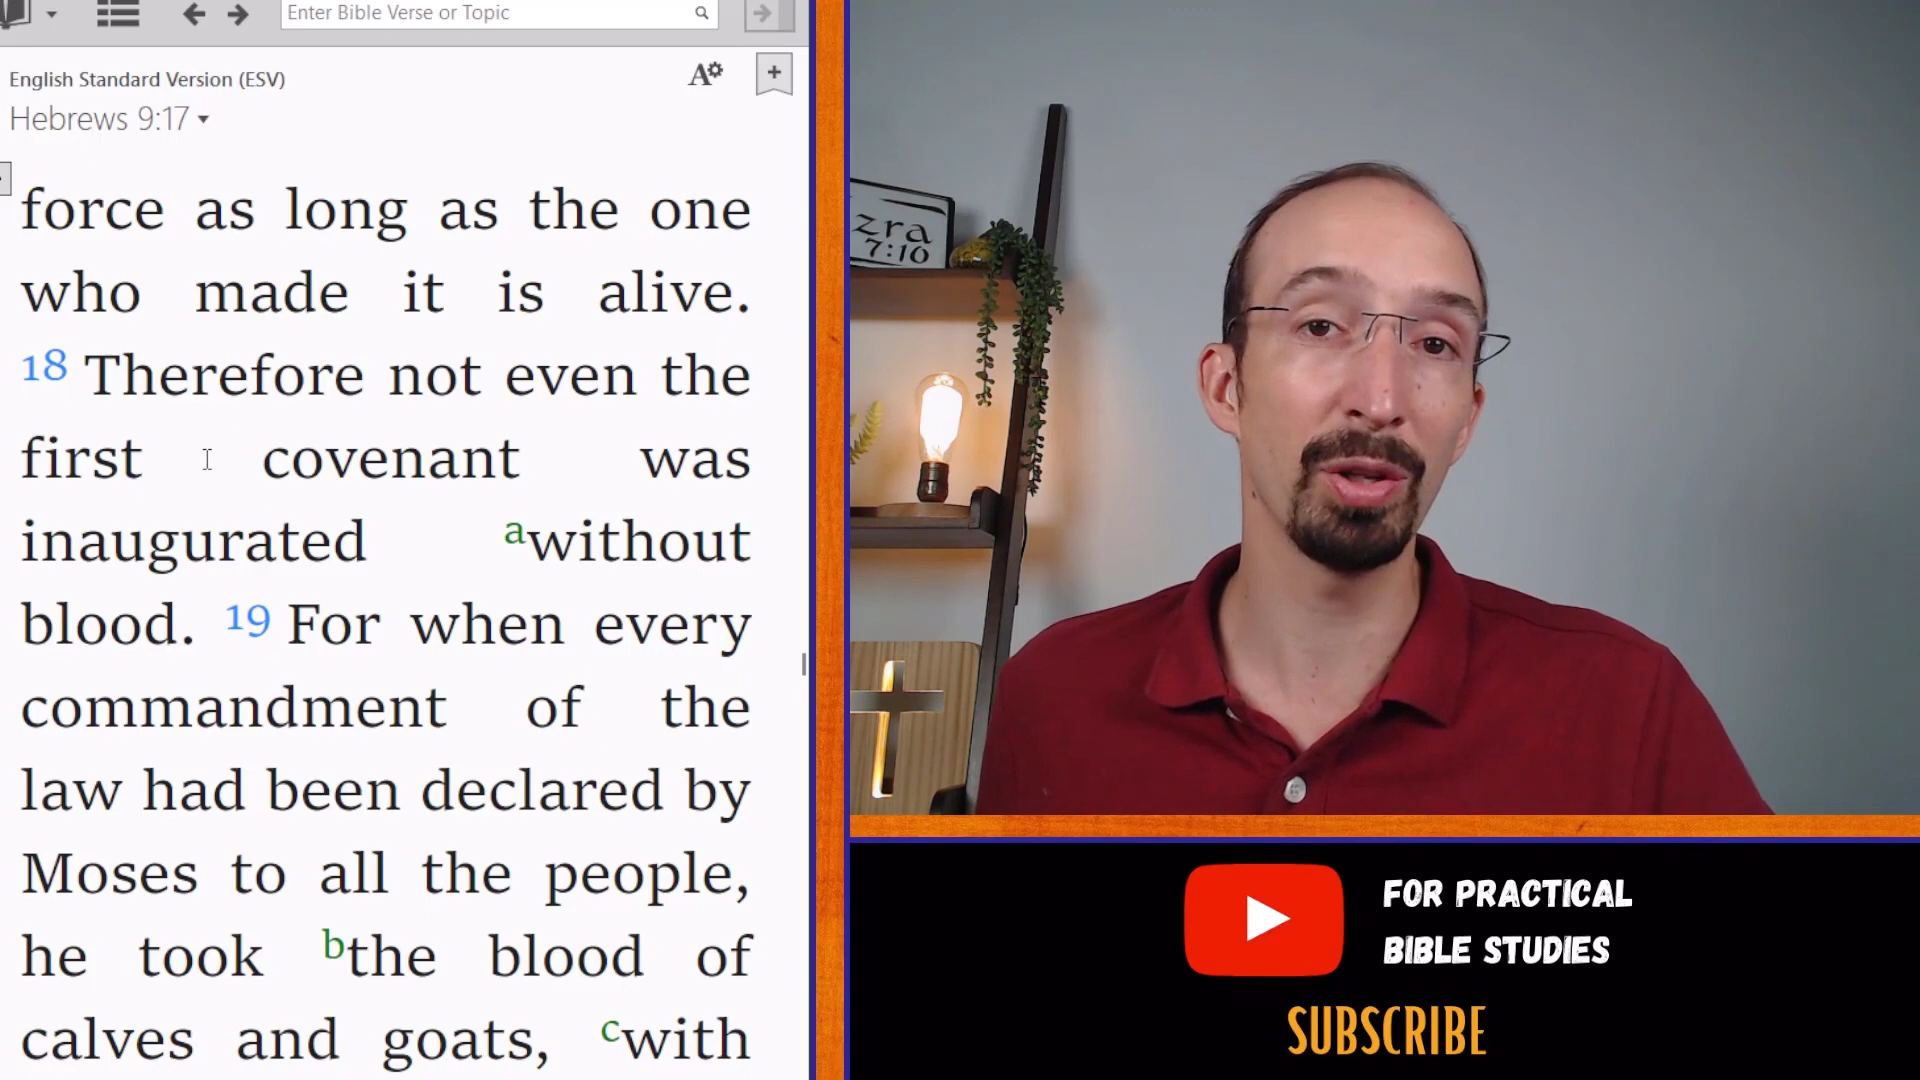 Enter Bible Verse or Topic
English Standard Version (ESV)
Hebrews 9:17
force as long as the one
who made it is alive.
18 Therefore not even the
first covenant was
inaugurated awithout
blood. 19 For when every
commandment of the
law had been declared by
Moses to all the people,
he took bthe blood of
calves and goats, cwith
zra
7:10
FOR PRACTICAL
BIBLE STUDIES
SUBSCRIBE